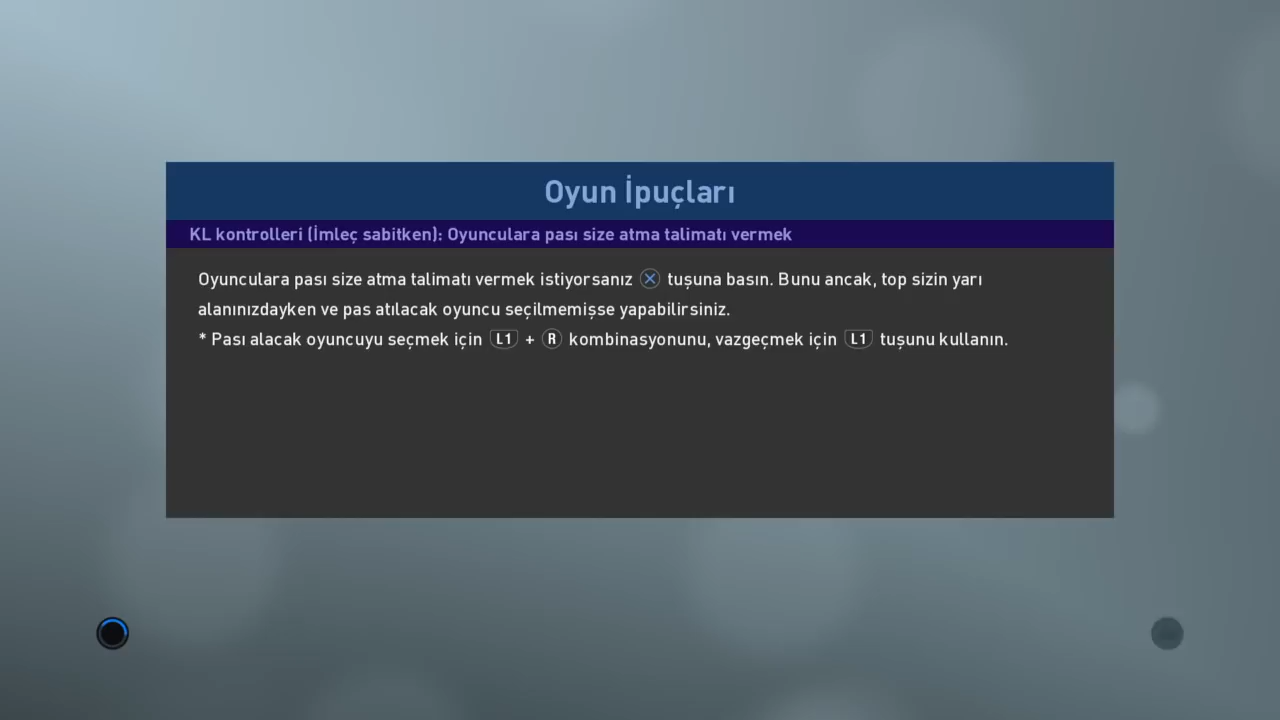 Oyun İpuçları
KL kontrolleri (İmleç sabitken): Oyunculara pası size atma talimatı vermek
Oyunculara pası size atma talimatı vermek istiyorsanız ⓧ tuşuna basın. Bunu ancak, top sizin yarı
alanınızdayken ve pas atılacak oyuncu seçilmemişse yapabilirsiniz.
* Pası alacak oyuncuyu seçmek için L1 + R kombinasyonunu, vazgeçmek için L1 tuşunu kullanın.